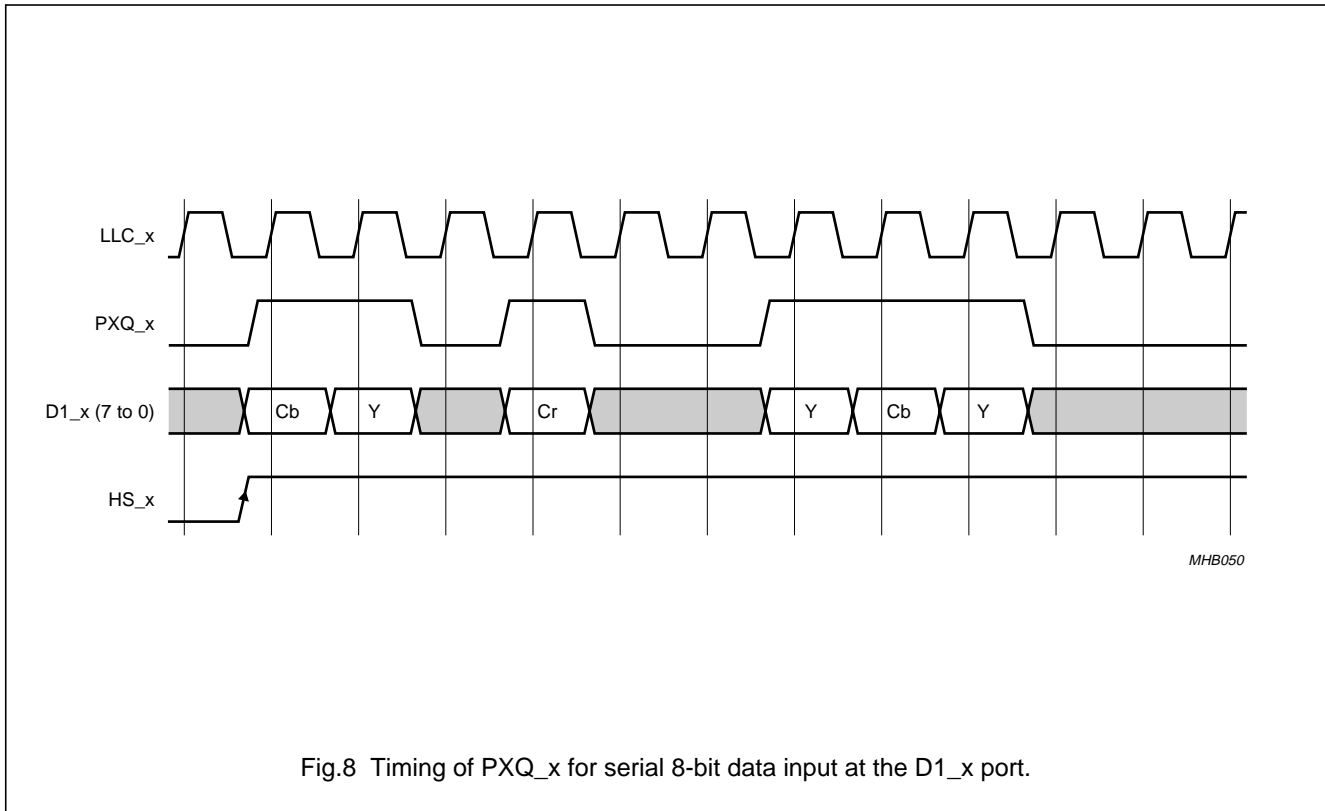 LLC_x
PXQ_x
D1_x (7 to 0)
Cb Y Cr Y Cb Y
HS_x
MHB050
Fig.8 Timing of PXQ_x for serial 8-bit data input at the D1_x port.